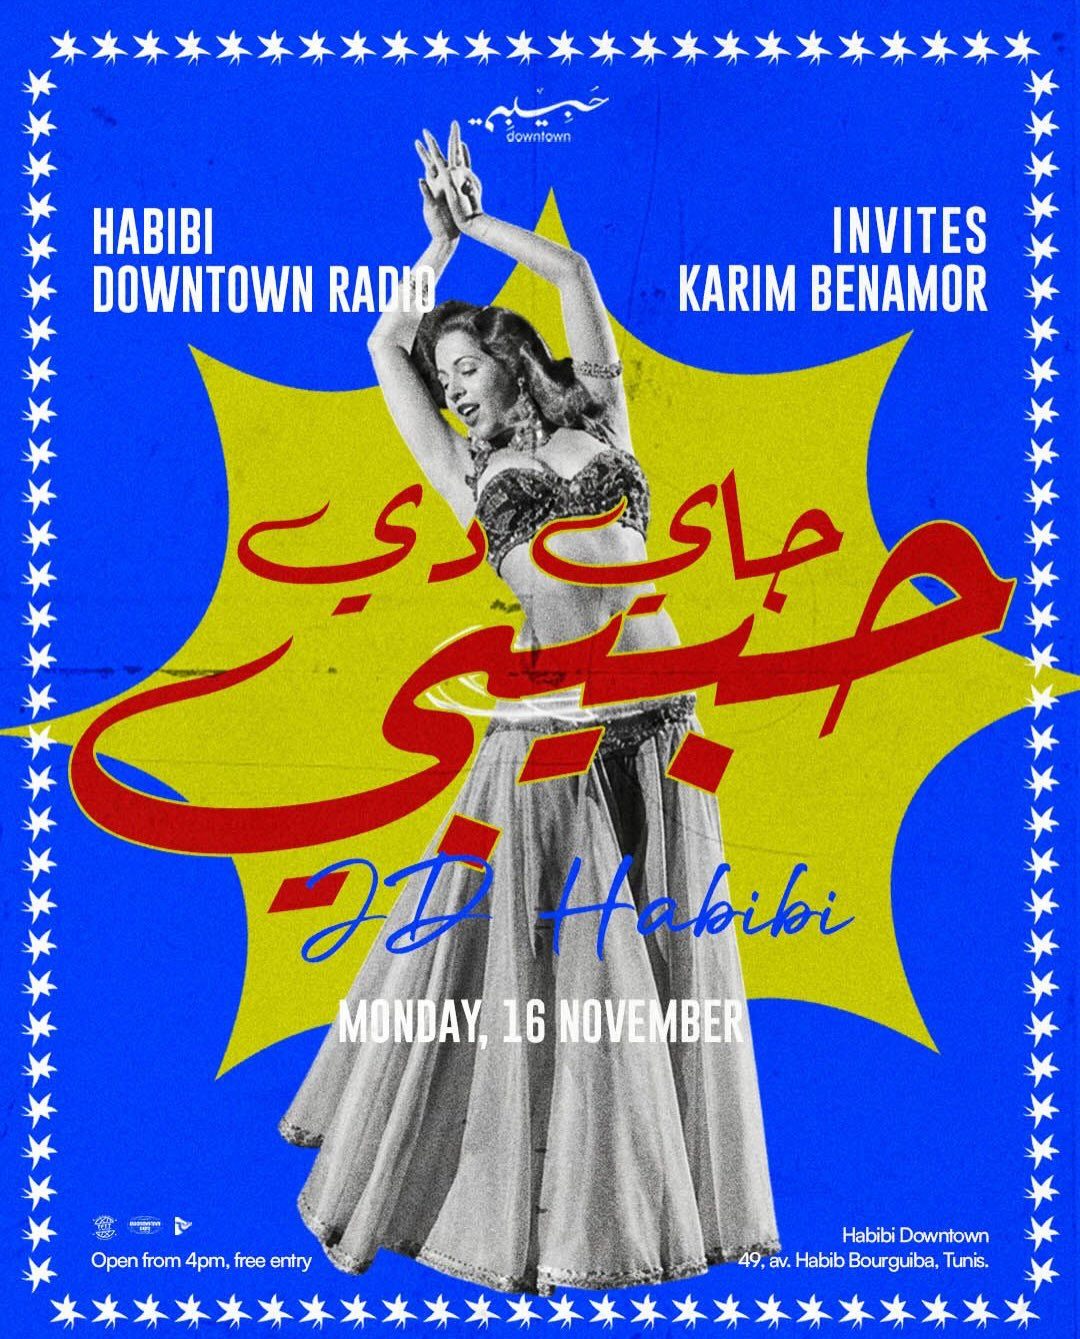 حَبِيبي
downtown
HABIBI
DOWNTOWN RADIO
INVITES
KARIM BENAMOR
جاي دي
حبيبي
JD Habibi
MONDAY, 16 NOVEMBER
Open from 4pm, free entry
Habibi Downtown
49, av. Habib Bourguiba, Tunis.